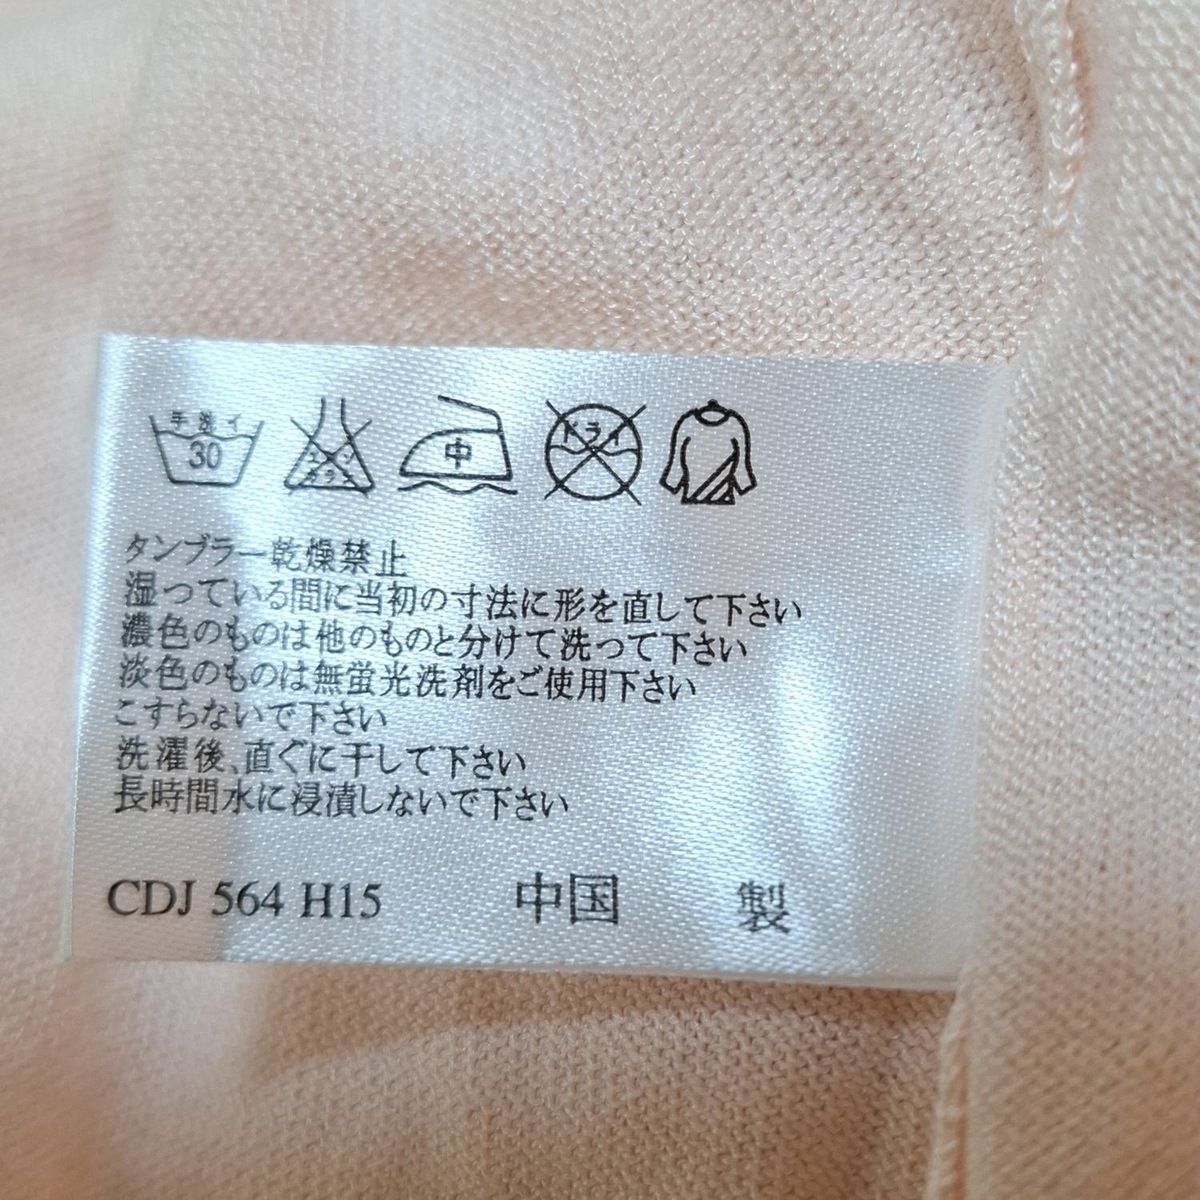 手洗イ
30
エンソ
サラシ
中
ドライ
タンブラー乾燥禁止
湿っている間に当初の寸法に形を直して下さい
濃色のものは他のものと分けて洗って下さい
淡色のものは無蛍光洗剤をご使用下さい
こすらないで下さい
洗濯後、直ぐに干して下さい
長時間水に浸漬しないで下さい
CDJ 564 H15 中国 製